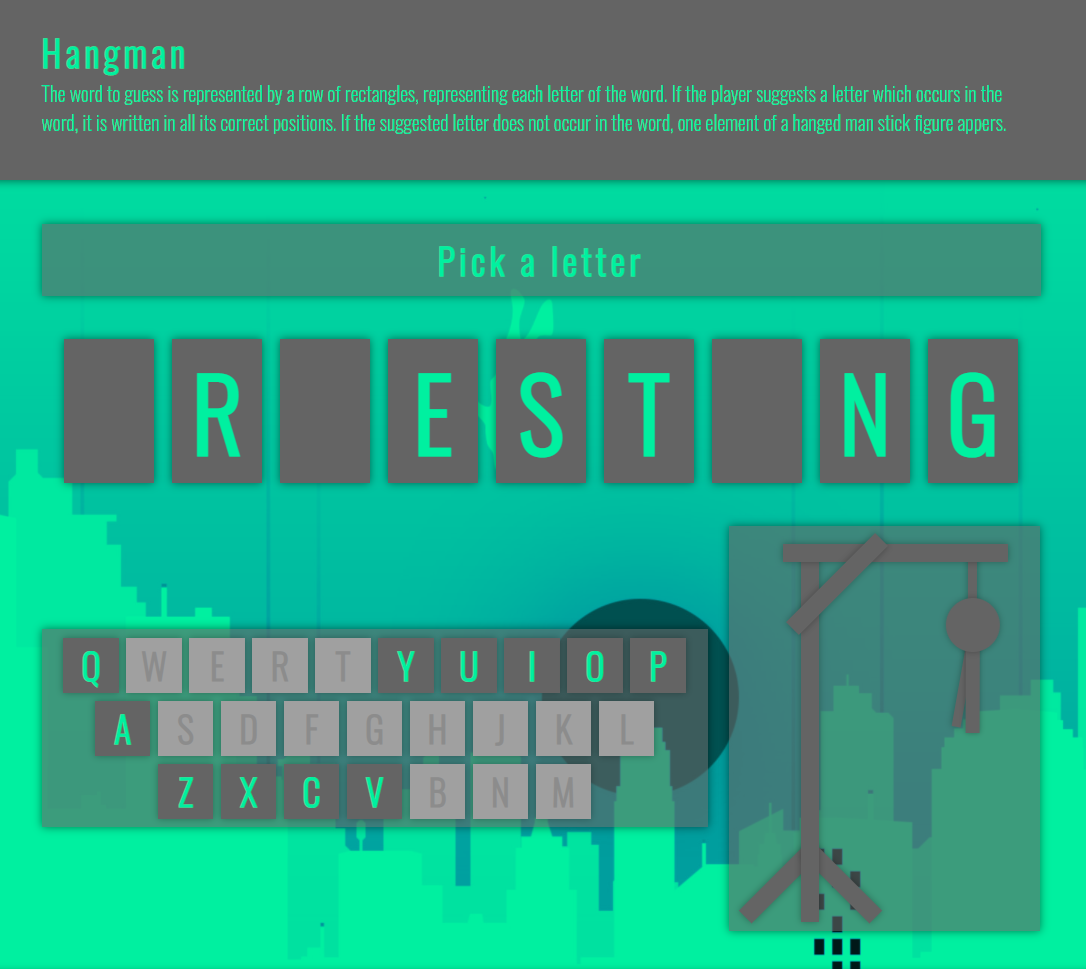 Hangman
The word to guess is represented by a row of rectangles, representing each letter of the word. If the player suggests a letter which occurs in the
word, it is written in all its correct positions. If the suggested letter does not occur in the word, one element of a hanged man stick figure appers.
Pick a letter
R E S T N G
Q W E R T Y U I O P
A S D F G H J K L
Z X C V B N M